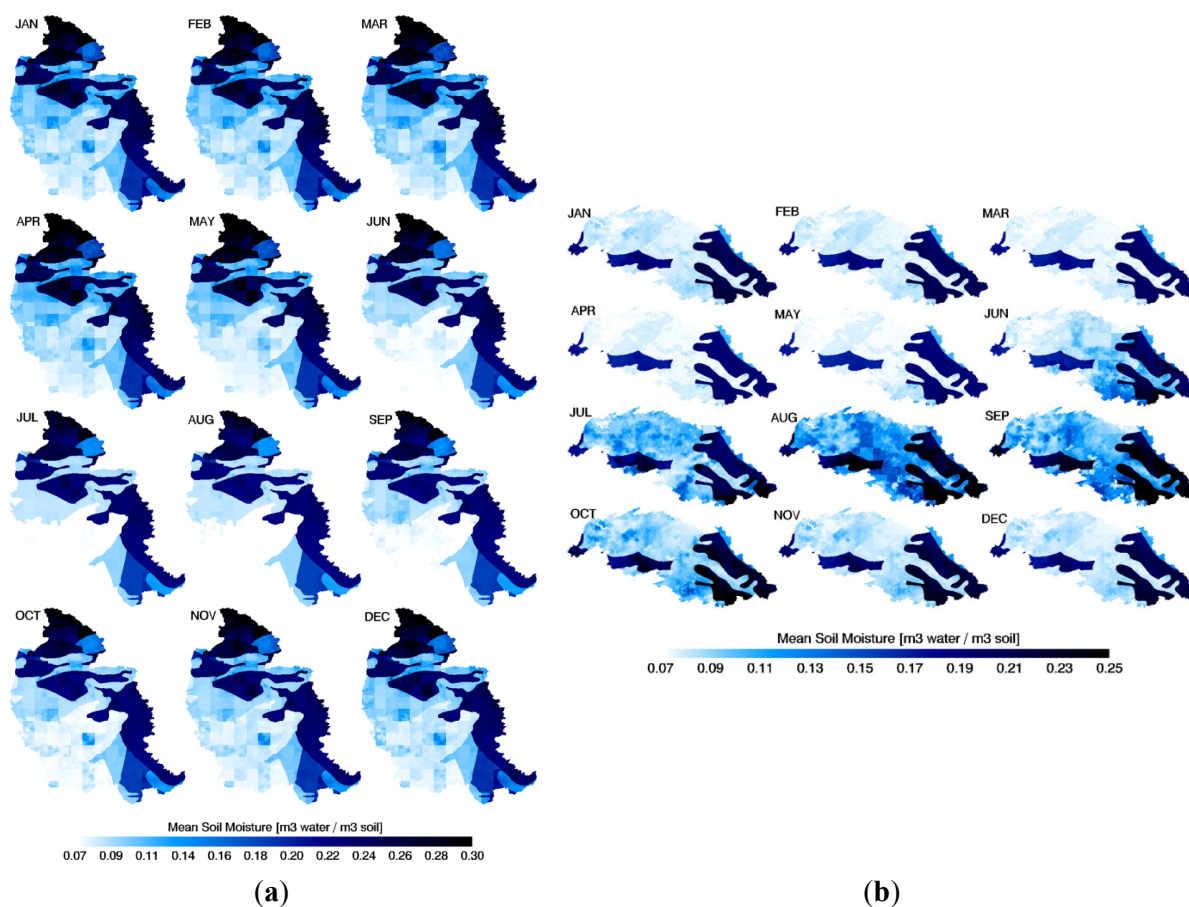 JAN FEB MAR
APR MAY JUN
JUL AUG SEP
OCT NOV DEC
Mean Soil Moisture [m3 water / m3 soil]
0.07 0.09 0.11 0.14 0.16 0.18 0.20 0.22 0.24 0.26 0.28 0.30
(a)
JAN FEB MAR
APR MAY JUN
JUL AUG SEP
OCT NOV DEC
Mean Soil Moisture [m3 water / m3 soil]
0.07 0.09 0.11 0.13 0.15 0.17 0.19 0.21 0.23 0.25
(b)